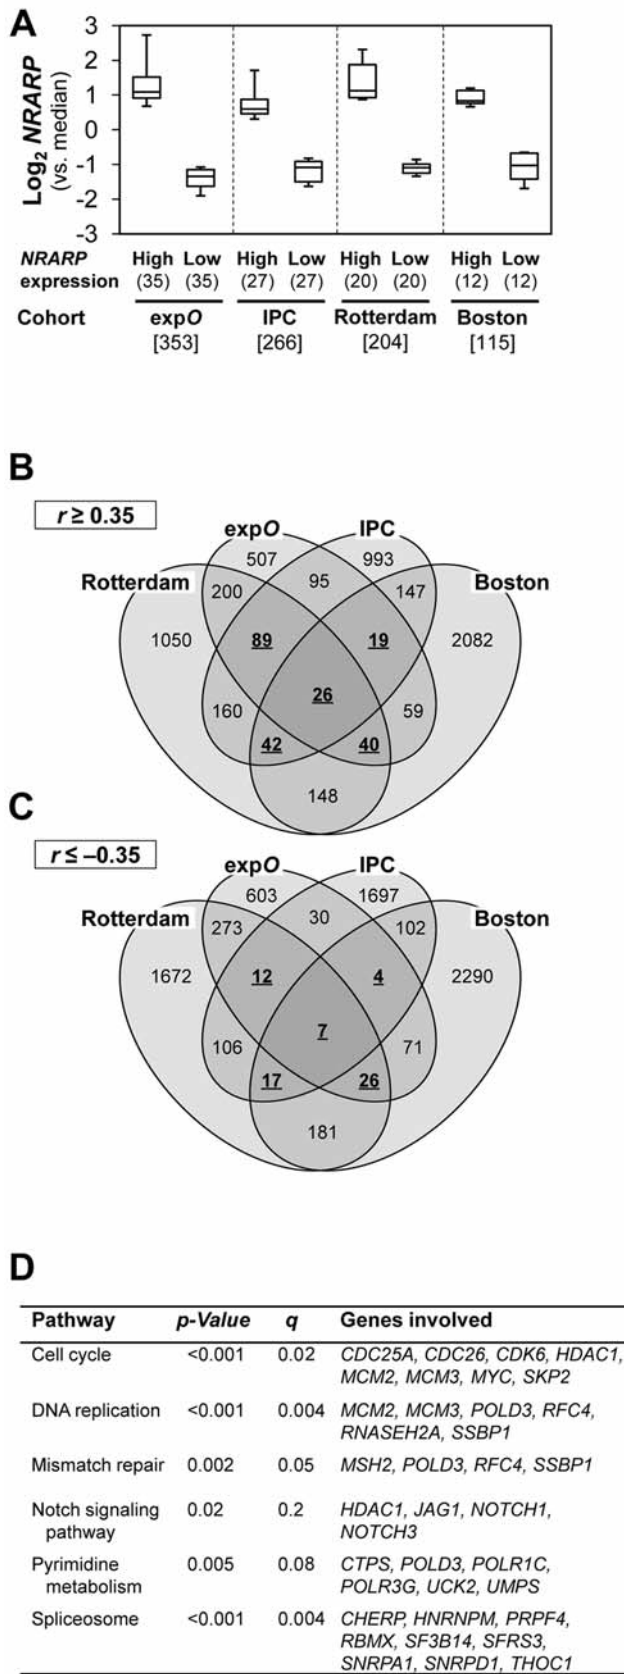 A
3
2
1
0
-1
-2
-3
Log2 NRARP
(vs. median)
NRARP expression
High Low High Low High Low High Low
(35) (35) (27) (27) (20) (20) (12) (12)
Cohort
expO IPC Rotterdam Boston
[353] [266] [204] [115]
B
r ≥ 0.35
expO IPC
Rotterdam Boston
507 993
200 95 147
1050 89 19 2082
26
160 59
42 40
148
C
r ≤ –0.35
expO IPC
Rotterdam Boston
603 1697
273 30 102
1672 12 4 2290
7
106 71
17 26
181
D
Pathway p-Value q Genes involved
Cell cycle <0.001 0.02 CDC25A, CDC26, CDK6, HDAC1,
MCM2, MCM3, MYC, SKP2
DNA replication <0.001 0.004 MCM2, MCM3, POLD3, RFC4,
RNASEH2A, SSBP1
Mismatch repair 0.002 0.05 MSH2, POLD3, RFC4, SSBP1
Notch signaling 0.02 0.2 HDAC1, JAG1, NOTCH1,
pathway NOTCH3
Pyrimidine 0.005 0.08 CTPS, POLD3, POLR1C,
metabolism POLR3G, UCK2, UMPS
Spliceosome <0.001 0.004 CHERP, HNRNPM, PRPF4,
RBMX, SF3B14, SFRS3,
SNRPA1, SNRPD1, THOC1